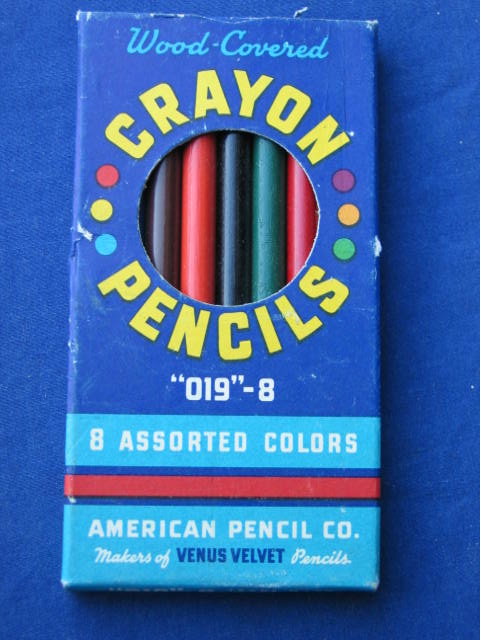 Wood-Covered
CRAYON
PENCILS
"019"-8
8 ASSORTED COLORS
AMERICAN PENCIL CO.
Makers of VENUS VELVET Pencils